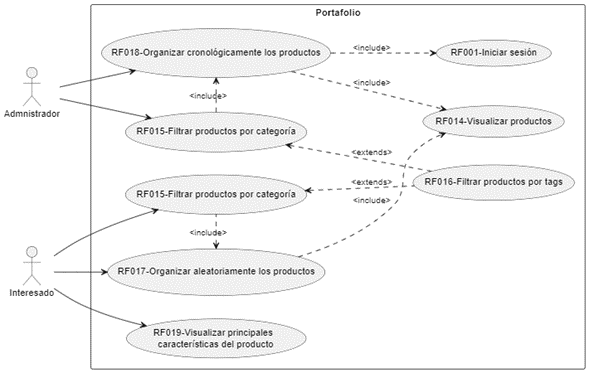 Portafolio
RF018-Organizar cronológicamente los productos
<include>
RF001-Iniciar sesión
<include>
<include>
Admnistrador
RF015-Filtrar productos por categoría
RF014-Visualizar productos
<extends>
RF016-Filtrar productos por tags
<extends>
RF015-Filtrar productos por categoría
<include>
<include>
Interesado
RF017-Organizar aleatoriamente los productos
RF019-Visualizar principales
características del producto